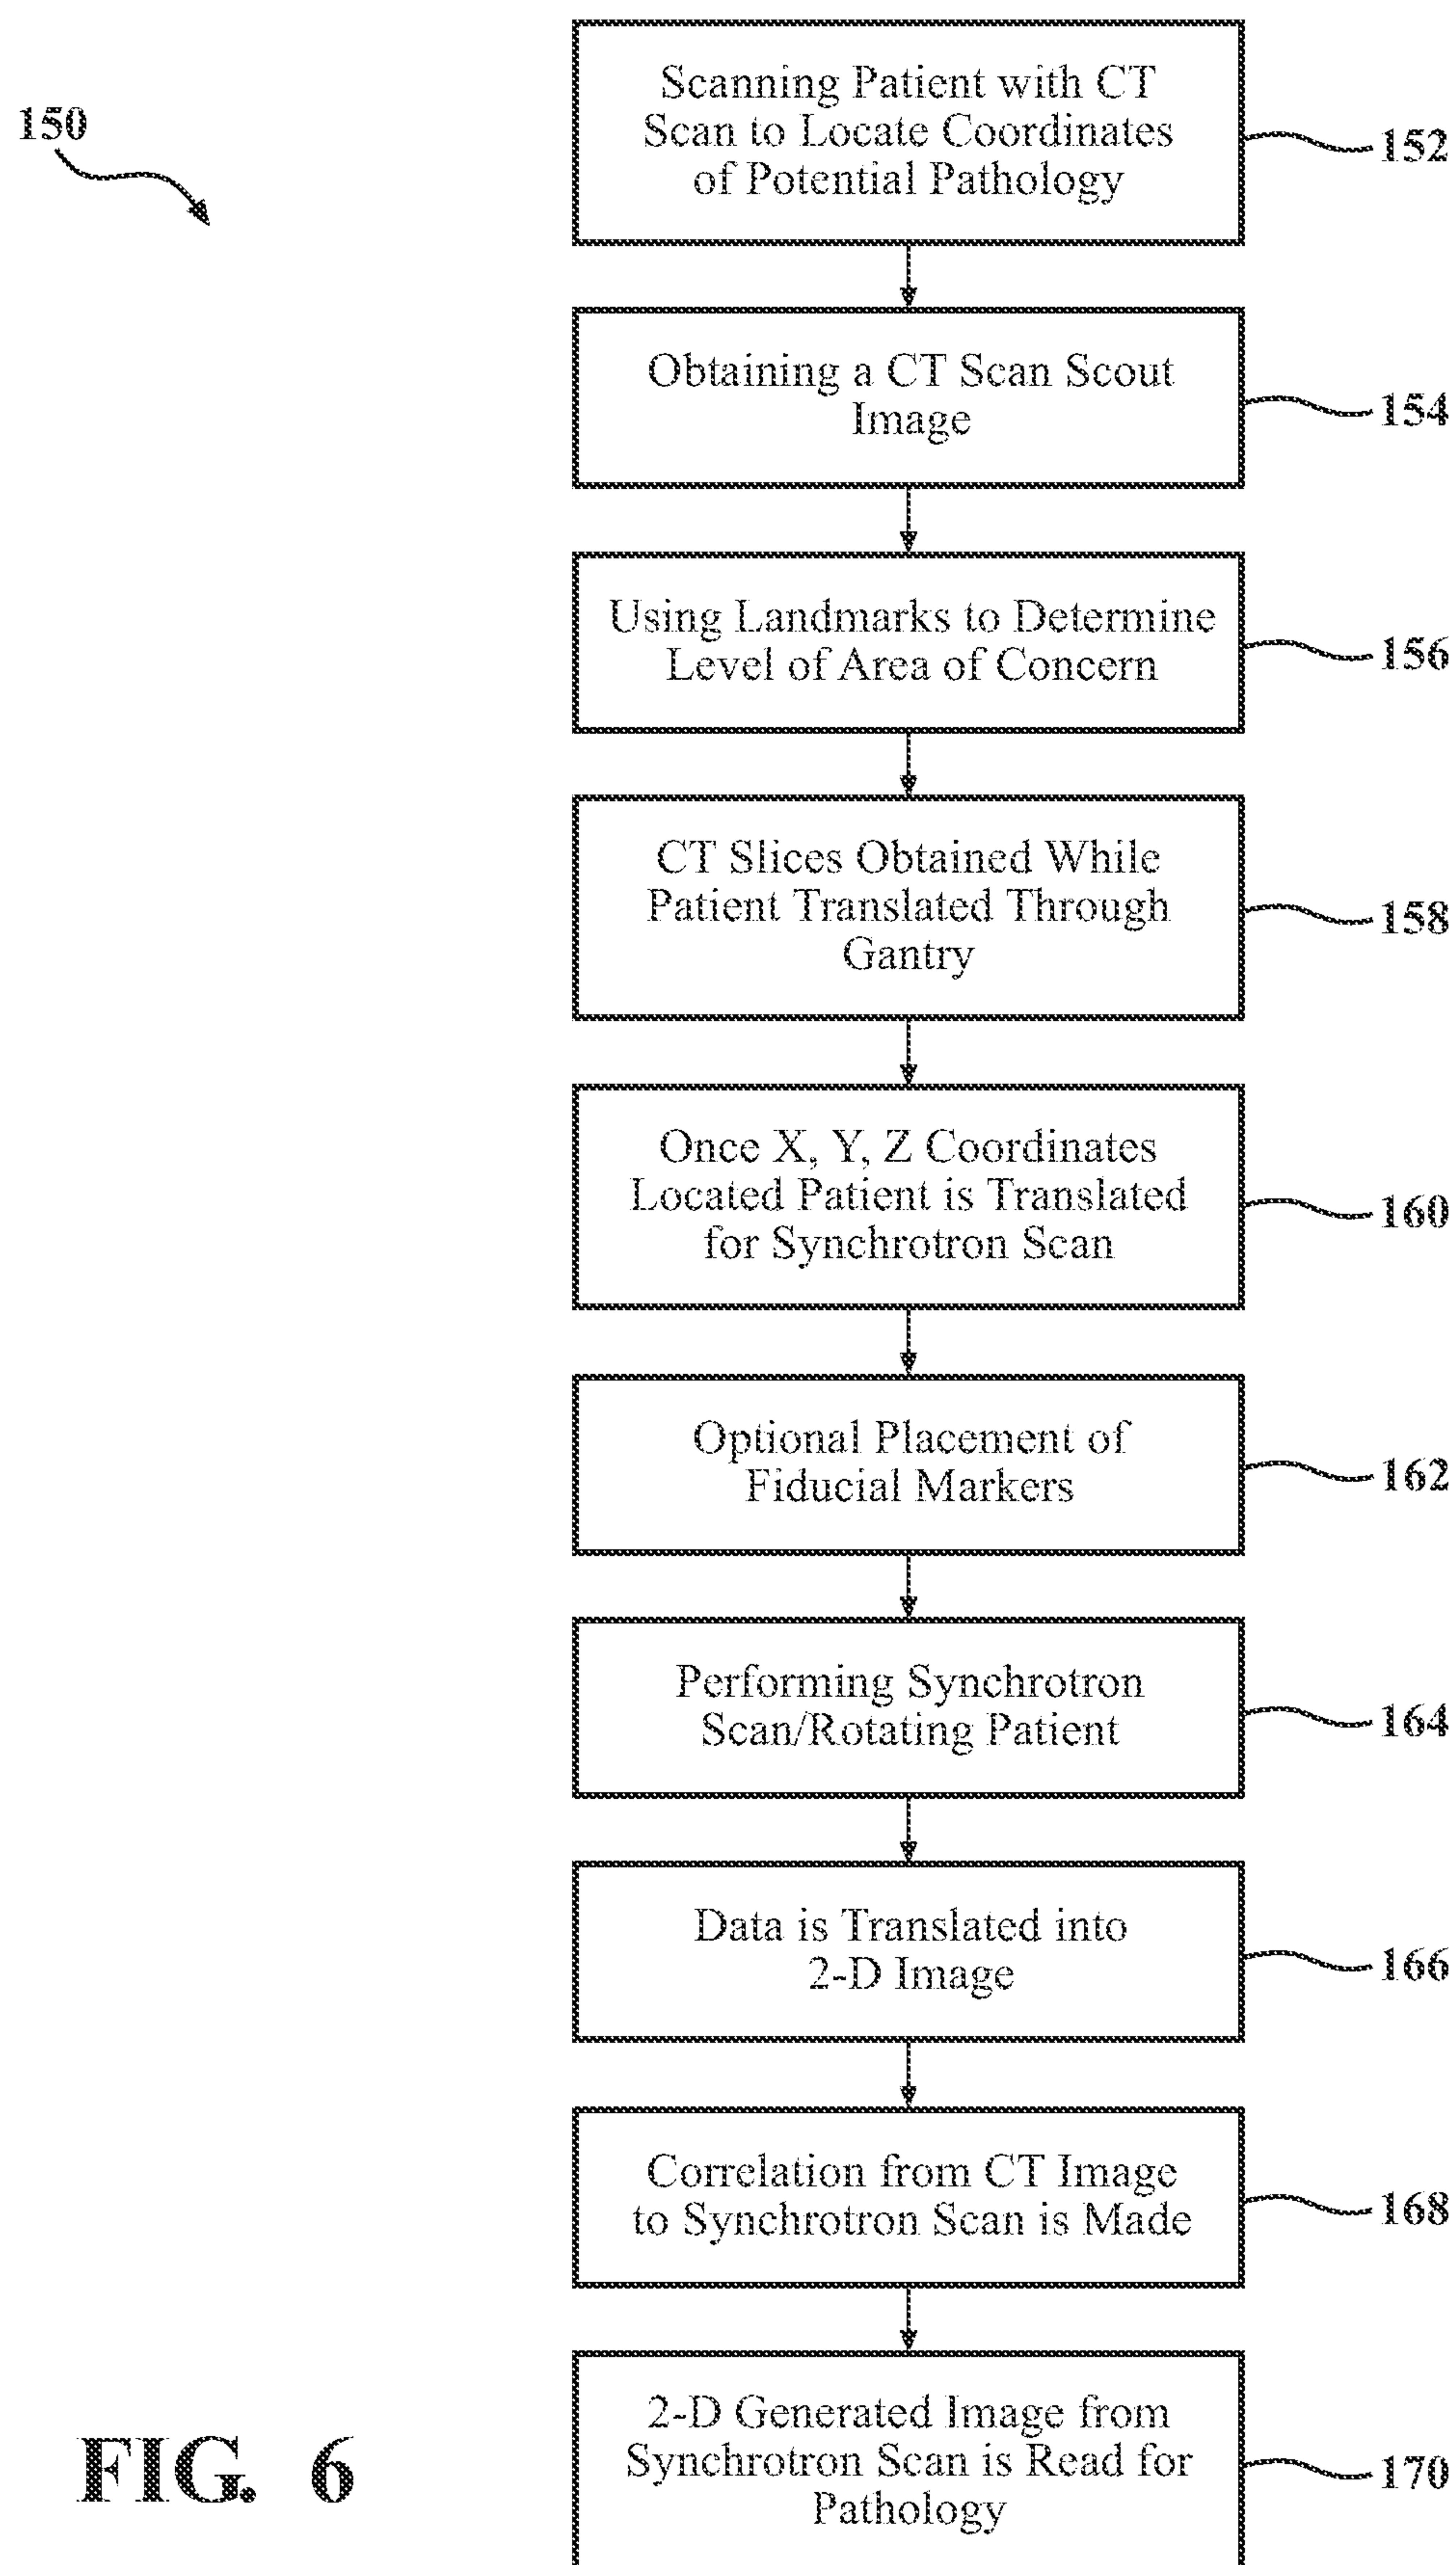 150
Scanning Patient with CT
Scan to Locate Coordinates
of Potential Pathology
152
Obtaining a CT Scan Scout
Image
154
Using Landmarks to Determine
Level of Area of Concern
156
CT Slices Obtained While
Patient Translated Through
Gantry
158
Once X, Y, Z Coordinates
Located Patient is Translated
for Synchrotron Scan
160
Optional Placement of
Fiducial Markers
162
Performing Synchrotron
Scan/Rotating Patient
164
Data is Translated into
2-D Image
166
Correlation from CT Image
to Synchrotron Scan is Made
168
2-D Generated Image from
Synchrotron Scan is Read for
Pathology
170
FIG. 6